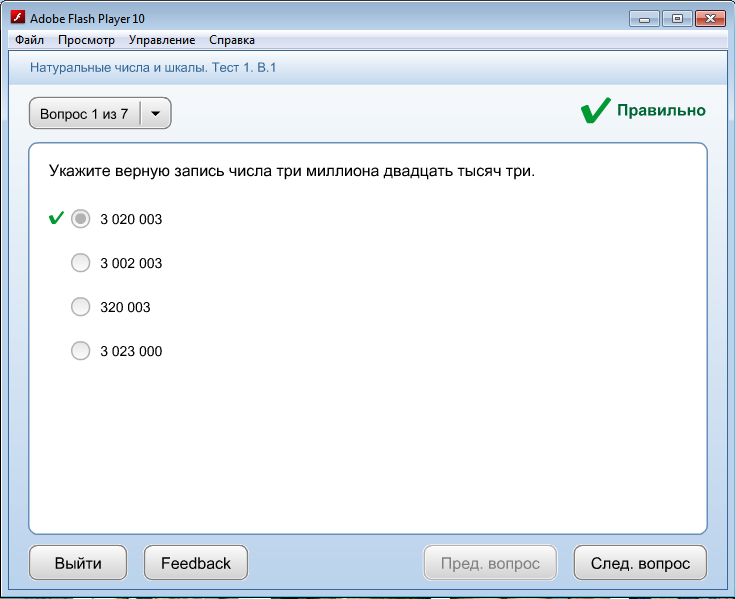 Adobe Flash Player 10
Файл Просмотр Управление Справка
Натуральные числа и шкалы. Тест 1. В.1
Вопрос 1 из 7
Правильно
Укажите верную запись числа три миллиона двадцать тысяч три.
3 020 003
3 002 003
320 003
3 023 000
Выйти Feedback Пред. вопрос След. вопрос